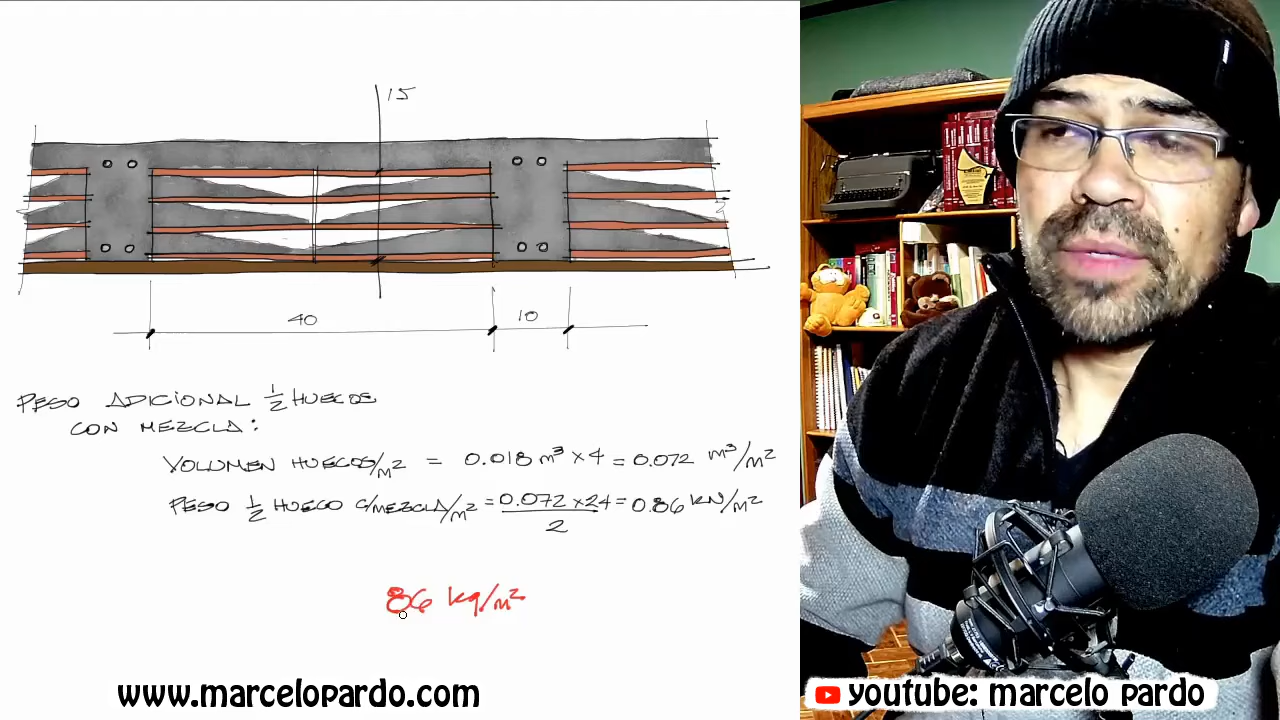 15
40
10
PESO ADICIONAL 1/2 HUECOS
CON MEZCLA:
VOLUMEN HUECOS/m² = 0.018 m³ × 4 = 0.072 m³/m²
PESO 1/2 HUECO C/MEZCLA/m² = 0.072 × 24 / 2 = 0.86 KN/m²
86 kg/m²
www.marcelopardo.com
youtube: marcelo pardo